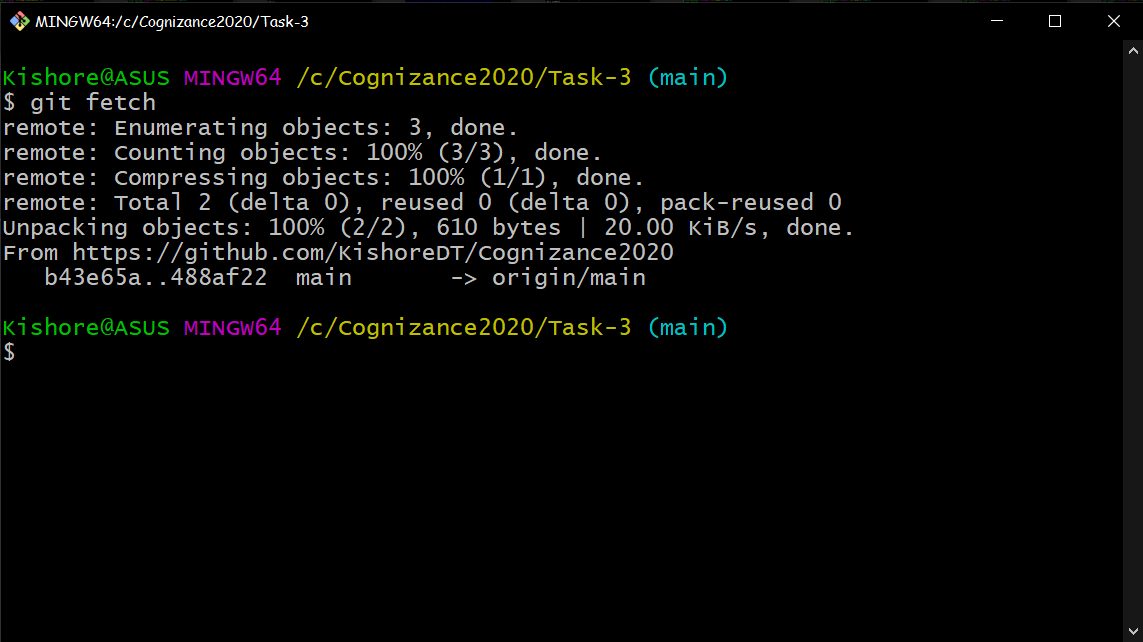 MINGW64:/c/Cognizance2020/Task-3
Kishore@ASUS MINGW64 /c/Cognizance2020/Task-3 (main)
$ git fetch
remote: Enumerating objects: 3, done.
remote: Counting objects: 100% (3/3), done.
remote: Compressing objects: 100% (1/1), done.
remote: Total 2 (delta 0), reused 0 (delta 0), pack-reused 0
Unpacking objects: 100% (2/2), 610 bytes | 20.00 KiB/s, done.
From https://github.com/KishoreDT/Cognizance2020
   b43e65a..488af22  main       -> origin/main
Kishore@ASUS MINGW64 /c/Cognizance2020/Task-3 (main)
$